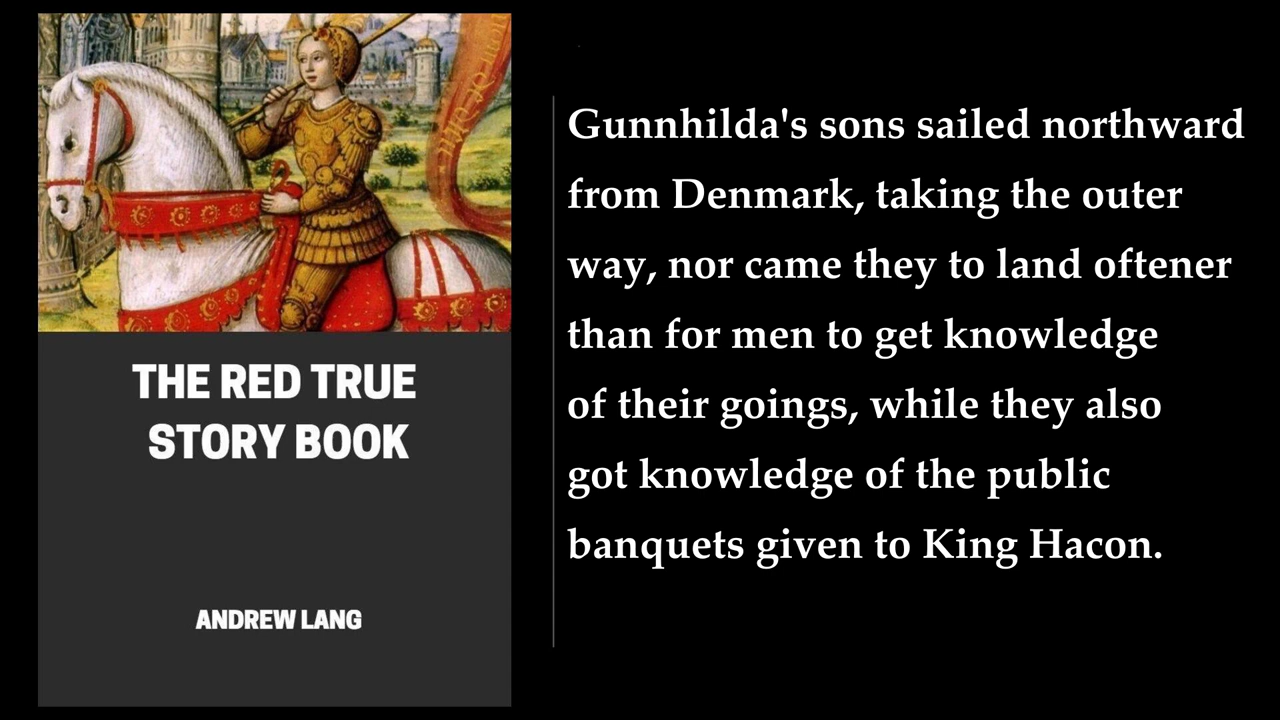 THE RED TRUE
STORY BOOK
ANDREW LANG
Gunnhilda's sons sailed northward
from Denmark, taking the outer
way, nor came they to land oftener
than for men to get knowledge
of their goings, while they also
got knowledge of the public
banquets given to King Hacon.